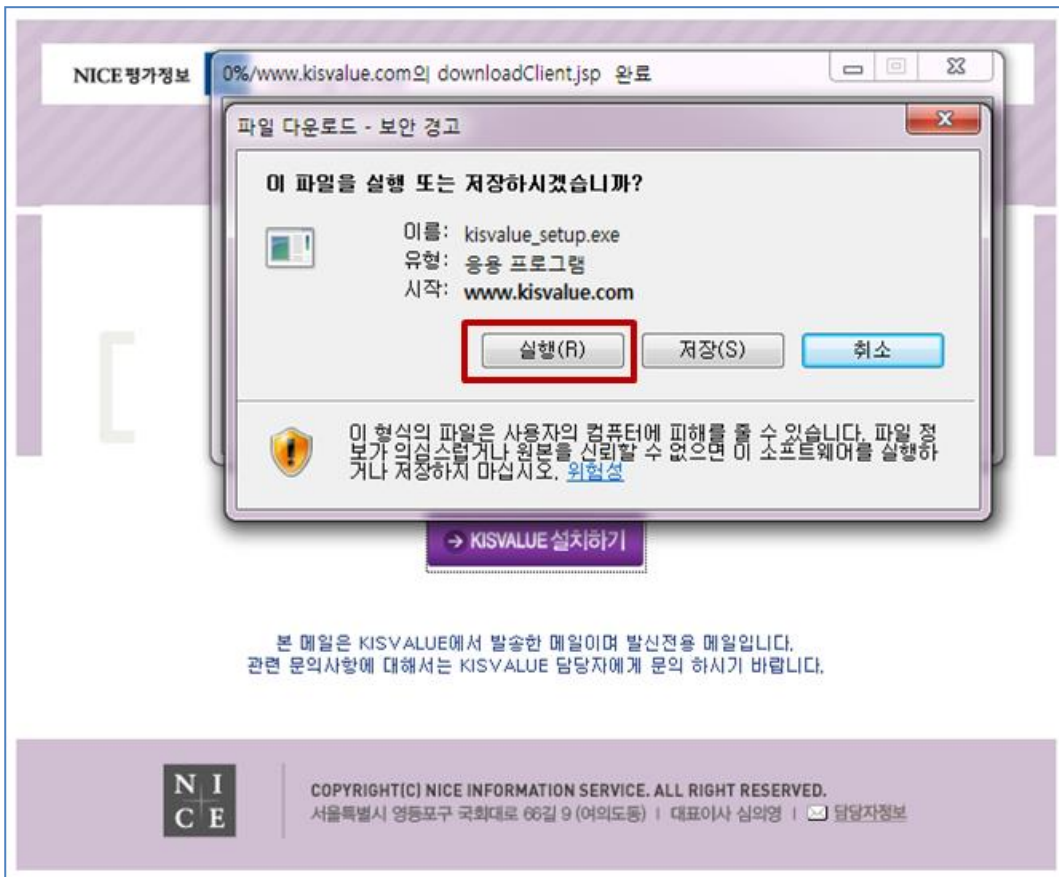 NICE평가정보
0%/www.kisvalue.com의 downloadClient.jsp 완료
파일 다운로드 - 보안 경고
이 파일을 실행 또는 저장하시겠습니까?
이름: kisvalue_setup.exe
유형: 응용 프로그램
시작: www.kisvalue.com
실행(R) 저장(S) 취소
이 형식의 파일은 사용자의 컴퓨터에 피해를 줄 수 있습니다. 파일 정
보가 의심스럽거나 원본을 신뢰할 수 없으면 이 소프트웨어를 실행하
거나 저장하지 마십시오. 위험성
KISVALUE 설치하기
본 메일은 KISVALUE에서 발송한 메일이며 발신전용 메일입니다.
관련 문의사항에 대해서는 KISVALUE 담당자에게 문의 하시기 바랍니다.
NI
CE
COPYRIGHT(C) NICE INFORMATION SERVICE. ALL RIGHT RESERVED.
서울특별시 영등포구 국회대로 66길 9 (여의도동) | 대표이사 심의영 | 담당자정보